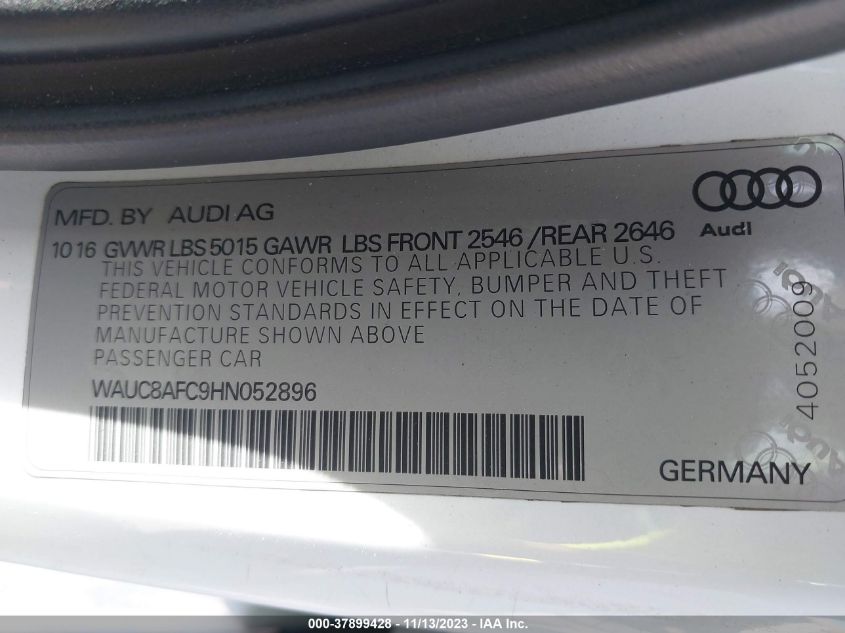 MFD. BY AUDI AG
Audi
10 16 GVWR LBS 5015 GAWR LBS FRONT 2546 / REAR 2646
THIS VEHICLE CONFORMS TO ALL APPLICABLE U.S.
FEDERAL MOTOR VEHICLE SAFETY, BUMPER AND THEFT
PREVENTION STANDARDS IN EFFECT ON THE DATE OF
MANUFACTURE SHOWN ABOVE
PASSENGER CAR
WAUC8AFC9HN052896
GERMANY
4052009
Audi
Audi
000-37899428 - 11/13/2023 - IAA Inc.